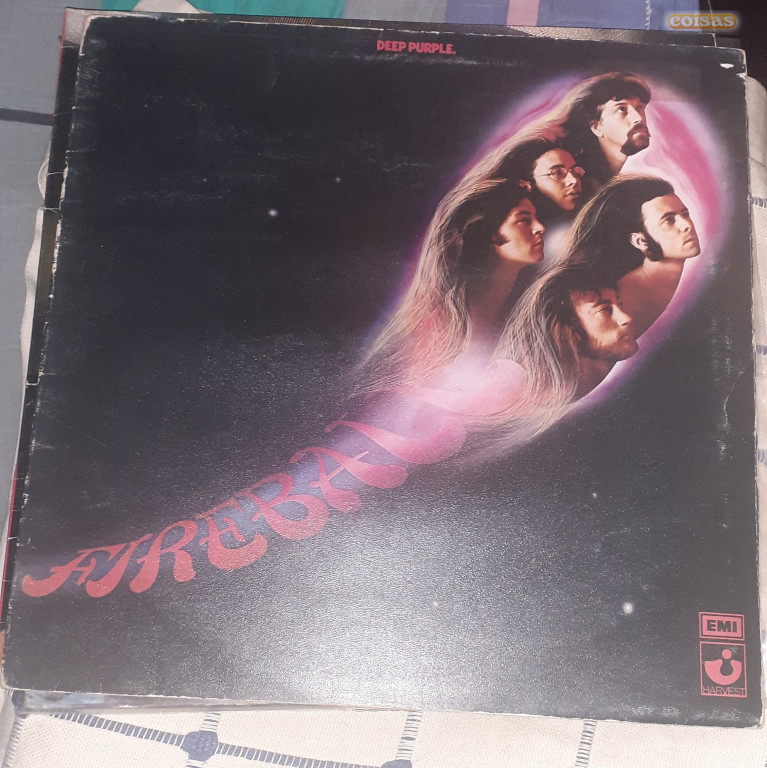 coisas
DEEP PURPLE.
FIREBALL
EMI
HARVEST